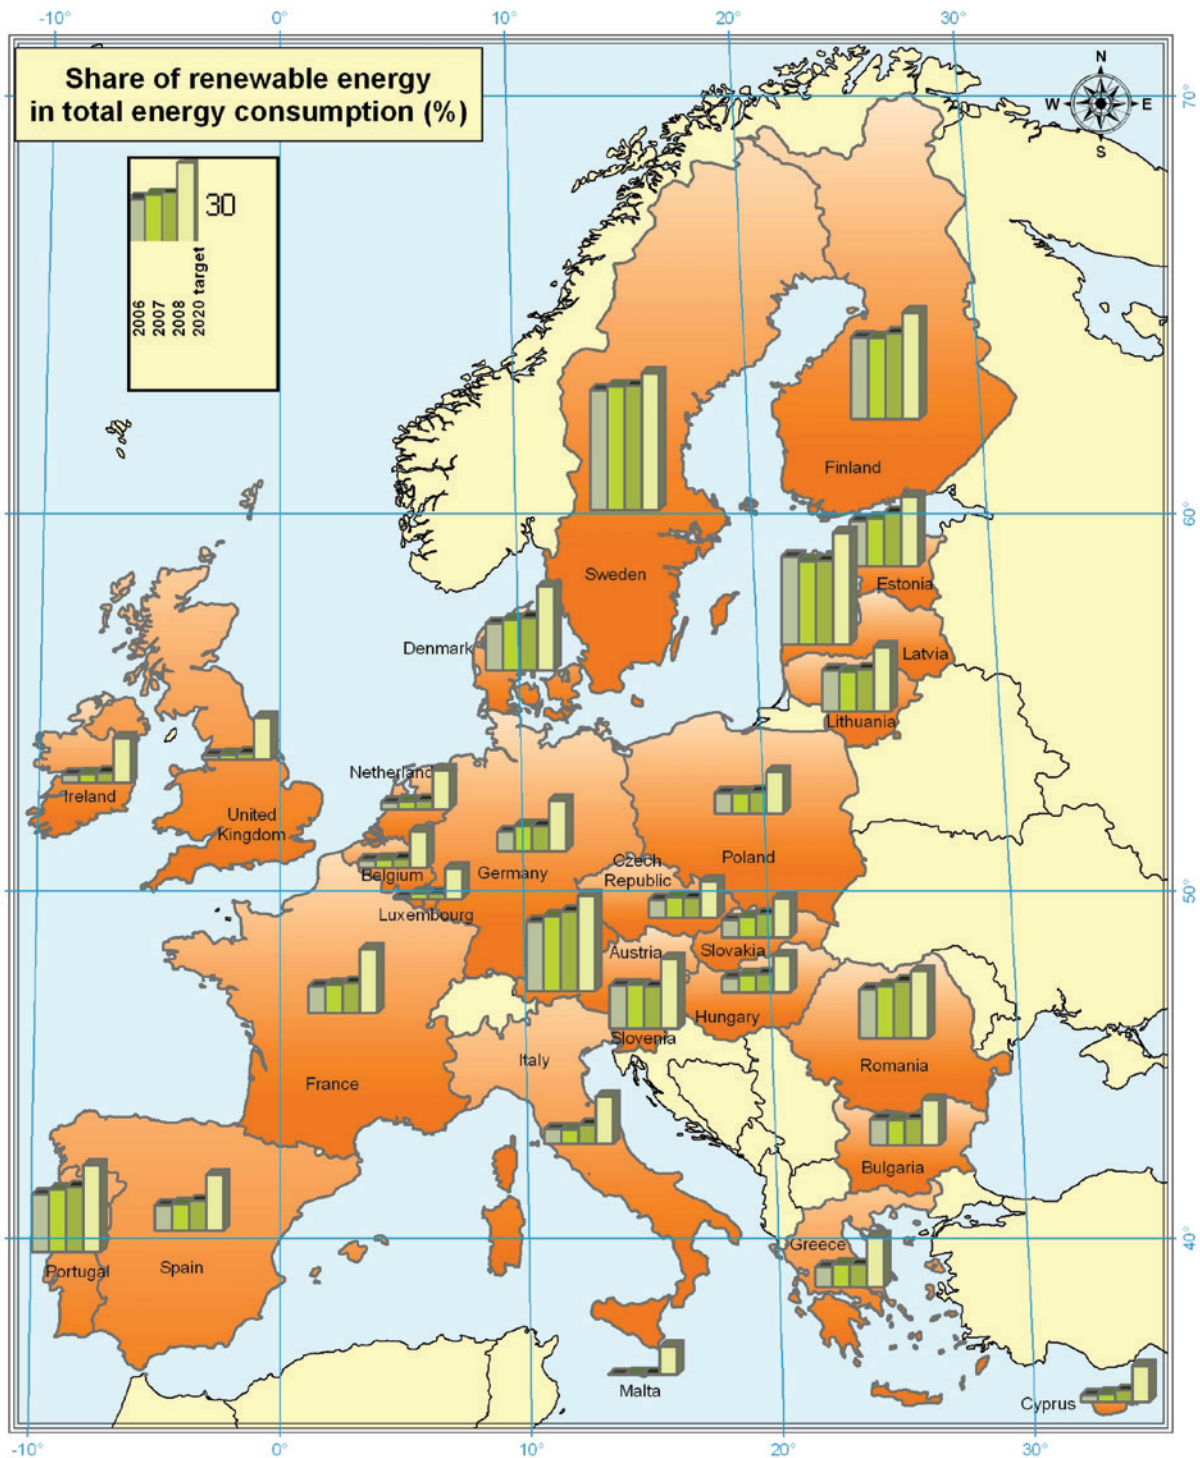 -10°
0°
10°
20°
30°
Share of renewable energy
in total energy consumption (%)
N
W
E
S
70°
30
2006
2007
2008
2020 target
Finland
60°
Sweden
Estonia
Denmark
Latvia
Lithuania
Netherland
Ireland
United
Kingdom
Poland
Czech
Republic
Belgium
Germany
50°
Luxembourg
Austria
Slovakia
Hungary
Slovenia
Italy
Romania
France
Bulgaria
Greece
40°
Portugal
Spain
Malta
Cyprus
-10°
0°
10°
20°
30°